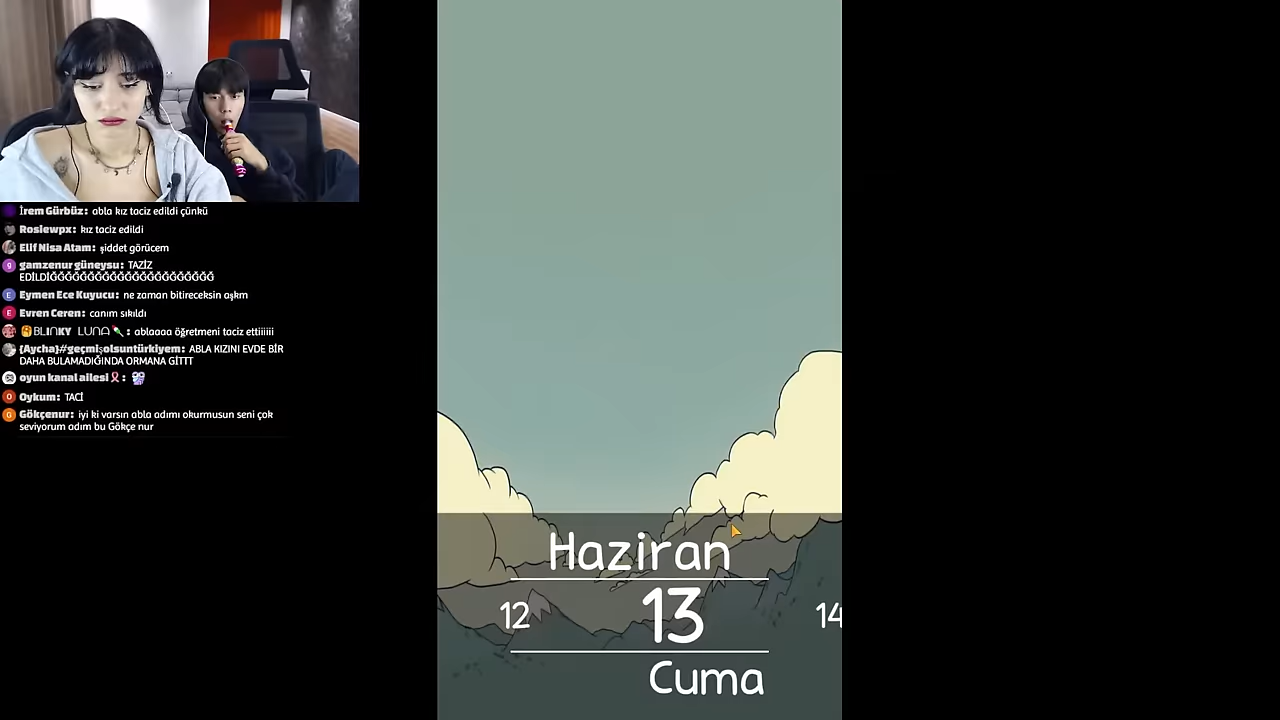 İrem Gürbüz: abla kız taciz edildi çünkü
Roslewpx: kız taciz edildi
Elif Nisa Atam: şiddet görücem
gamzenur güneysu: TAZİZ
EDİLDİĞĞĞĞĞĞĞĞĞĞĞĞĞĞĞĞĞĞĞĞĞĞ
Eymen Ece Kuyucu: ne zaman bitireceksin aşkm
Evren Ceren: canım sıkıldı
BLINKY LUNA: ablaaaa öğretmeni taciz ettiiiiii
{Aycha}#geçmişolsuntürkiyem: ABLA KIZINI EVDE BİR
DAHA BULAMADIĞINDA ORMANA GİTTT
oyun kanal ailesi:
Oykum: TACİ
Gökçenur: iyi ki varsın abla adımı okurmusun seni çok
seviyorum adım bu Gökçe nur
Haziran
12 13 14
Cuma